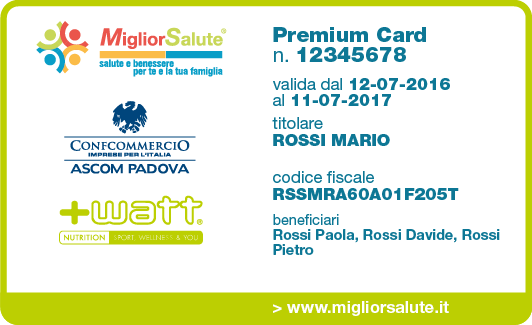 MigliorSalute®
salute e benessere
per te e la tua famiglia
CONFCOMMERCIO
IMPRESE PER L'ITALIA
ASCOM PADOVA
+watt®
NUTRITION SPORT, WELLNESS & YOU
Premium Card
n. 12345678
valida dal 12-07-2016
al 11-07-2017
titolare
ROSSI MARIO
codice fiscale
RSSMRA60A01F205T
beneficiari
Rossi Paola, Rossi Davide, Rossi
Pietro
> www.migliorsalute.it